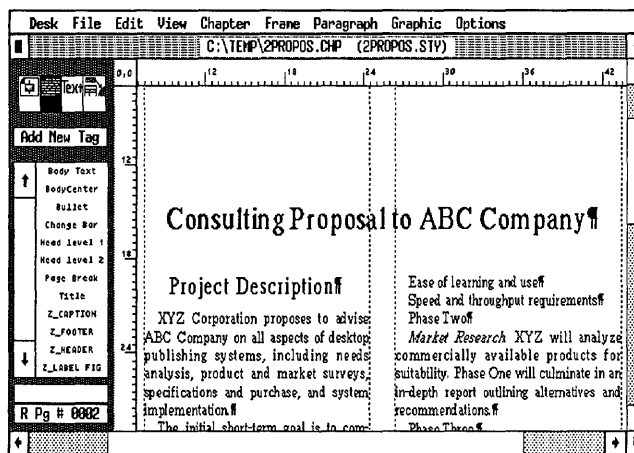 Desk File Edit View Chapter Frame Paragraph Graphic Options
C:\TEMP\2PROPOS.CHP (2PROPOS.STY)
Text
Add New Tag
Body Text
BodyCenter
Bullet
Change Bar
Head level 1
Head level 2
Page Break
Title
Z_CAPTION
Z_FOOTER
Z_HEADER
Z_LABEL FIG
R Pg # 0002
0,0 12 18 24 30 36 42
12
18
24
Consulting Proposal to ABC Company¶
Project Description¶
XYZ Corporation proposes to advise
ABC Company on all aspects of desktop
publishing systems, including needs
analysis, product and market surveys,
specifications and purchase, and system
implementation.¶
The initial short-term goal is to com-
Ease of learning and use¶
Speed and throughput requirements¶
Phase Two¶
Market Research XYZ will analyze
commercially available products for
suitability. Phase One will culminate in an
in-depth report outlining alternatives and
recommendations.¶
Phase Three¶